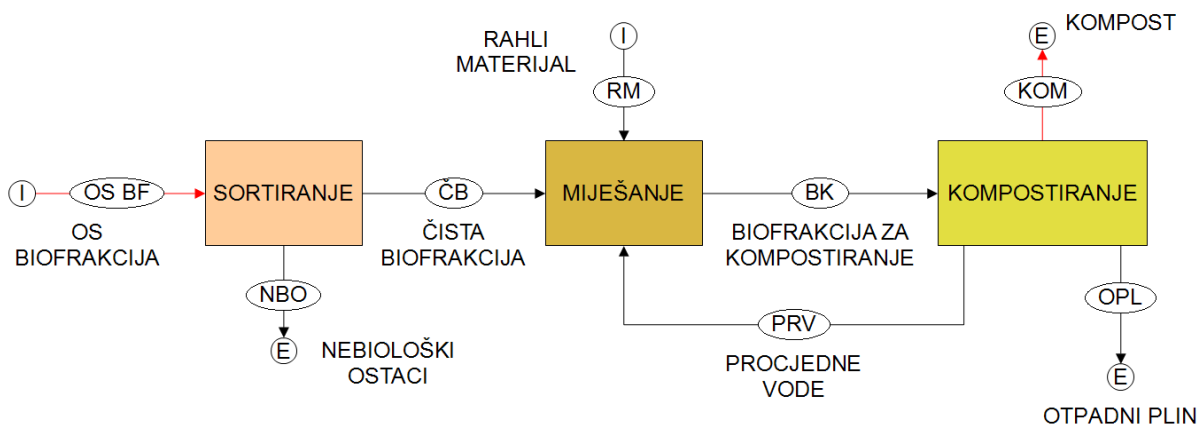 RAHLI
MATERIJAL
I
E
KOMPOST
RM
KOM
I
OS BF
SORTIRANJE
ČB
MIJEŠANJE
BK
KOMPOSTIRANJE
OS
BIOFRAKCIJA
ČISTA
BIOFRAKCIJA
BIOFRAKCIJA ZA
KOMPOSTIRANJE
NBO
PRV
OPL
E
NEBIOLOŠKI
OSTACI
PROCJEDNE
VODE
E
OTPADNI PLIN